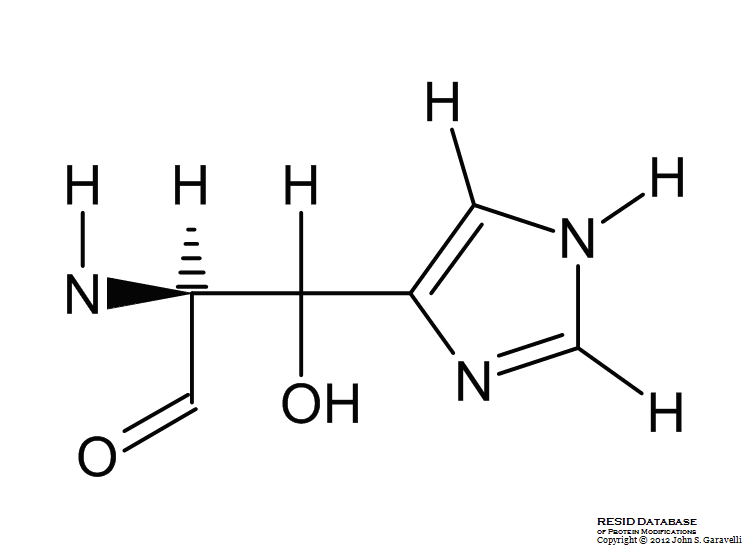 H
H H H H
N N
N H
OH
O
RESID DATABASE
OF PROTEIN MODIFICATIONS
Copyright © 2012 John S. Garavelli